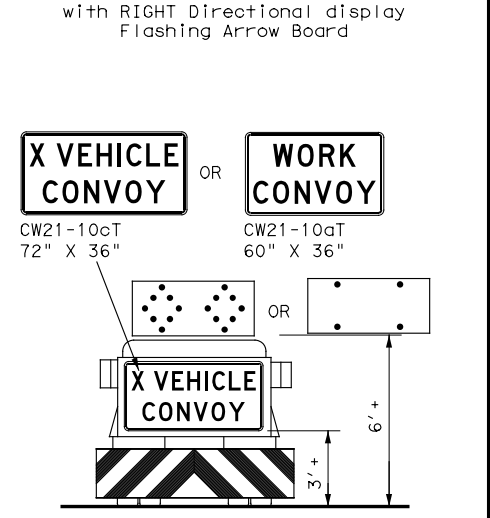 with RIGHT Directional display
Flashing Arrow Board
X VEHICLE
CONVOY
OR
WORK
CONVOY
CW21-10cT
72" X 36"
CW21-10aT
60" X 36"
OR
X VEHICLE
CONVOY
3'+
6'+